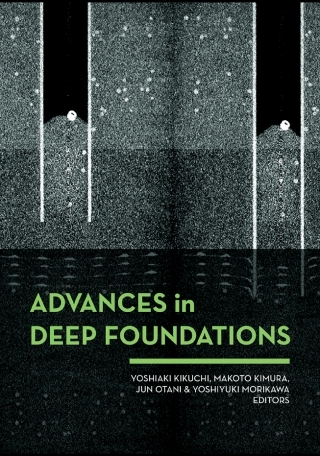 ADVANCES in
DEEP FOUNDATIONS
YOSHIAKI KIKUCHI, MAKOTO KIMURA,
JUN OTANI & YOSHIYUKI MORIKAWA
EDITORS